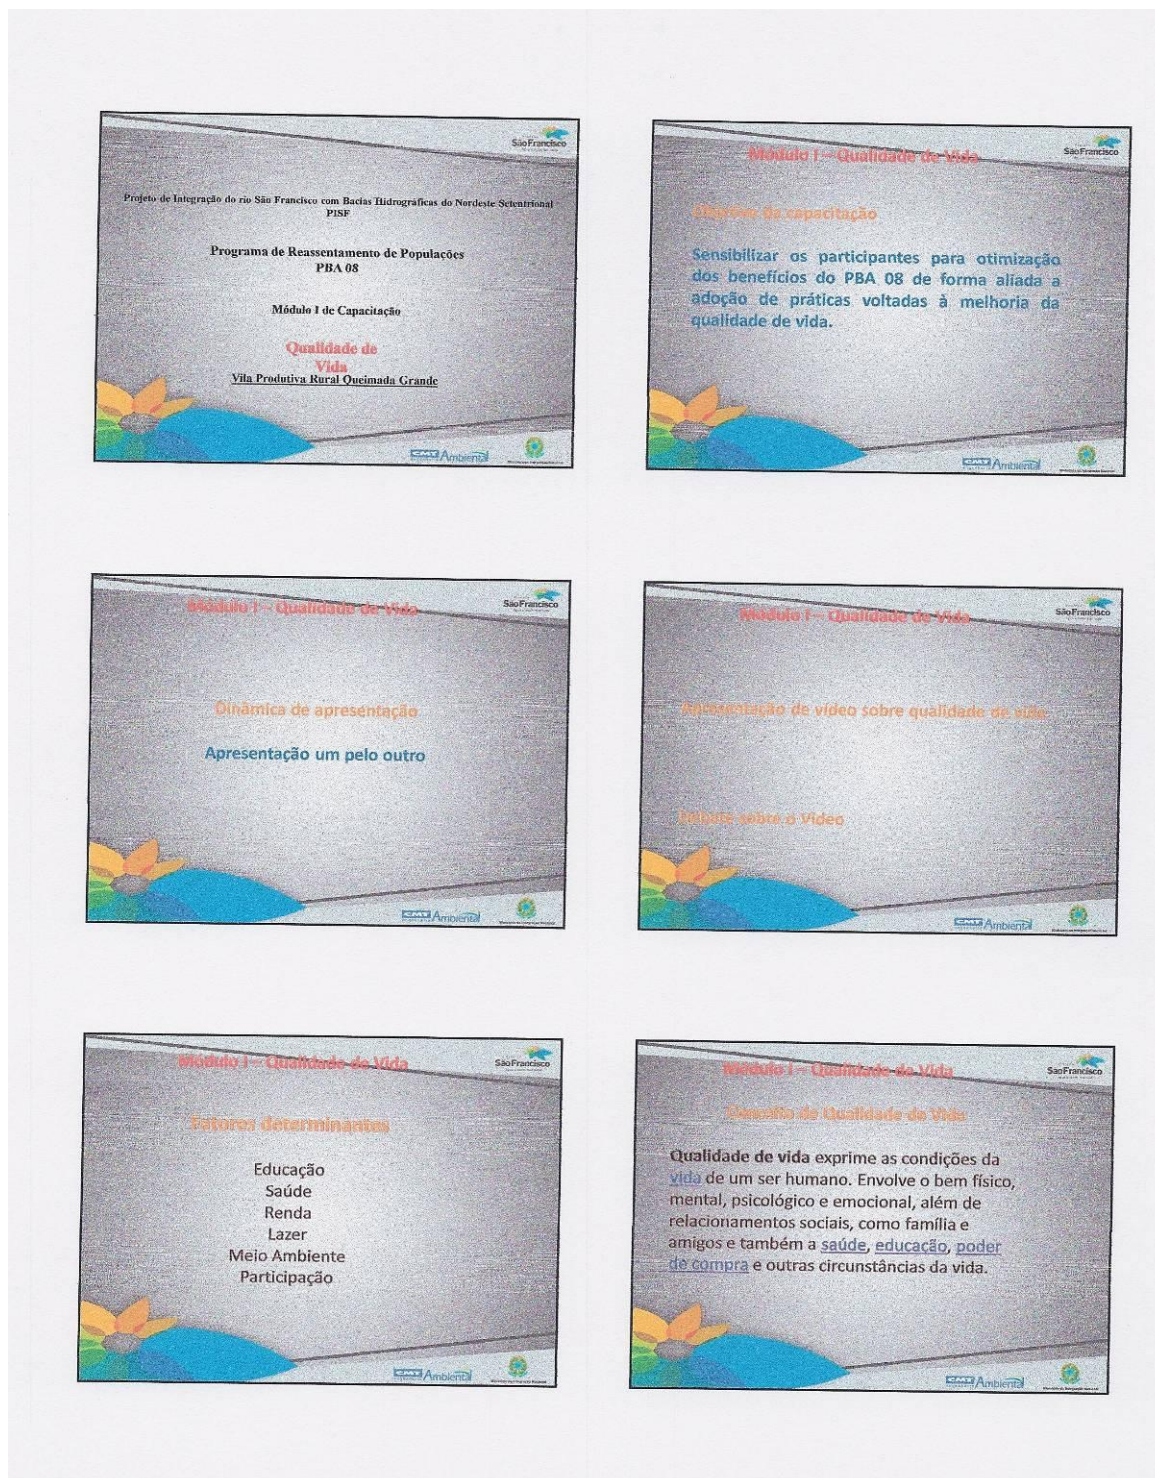 São Francisco
Projeto de Integração do rio São Francisco com Bacias Hidrográficas do Nordeste Setentrional
PISF
Programa de Reassentamento de Populações
PBA 08
Módulo I de Capacitação
Qualidade de
Vida
Vila Produtiva Rural Queimada Grande
CMT Ambiental
São Francisco
Módulo I – Qualidade de Vida
Objetivo da capacitação
Sensibilizar os participantes para otimização
dos benefícios do PBA 08 de forma aliada a
adoção de práticas voltadas à melhoria da
qualidade de vida.
CMT Ambiental
São Francisco
Módulo I – Qualidade de Vida
Dinâmica de apresentação
Apresentação um pelo outro
CMT Ambiental
São Francisco
Módulo I – Qualidade de Vida
Apresentação de vídeo sobre qualidade de vida
Debate sobre o Vídeo
CMT Ambiental
São Francisco
Módulo I – Qualidade de Vida
Fatores determinantes
Educação
Saúde
Renda
Lazer
Meio Ambiente
Participação
CMT Ambiental
São Francisco
Módulo I – Qualidade de Vida
Conceito de Qualidade de Vida
Qualidade de vida exprime as condições da
vida de um ser humano. Envolve o bem físico,
mental, psicológico e emocional, além de
relacionamentos sociais, como família e
amigos e também a saúde, educação, poder
de compra e outras circunstâncias da vida.
CMT Ambiental